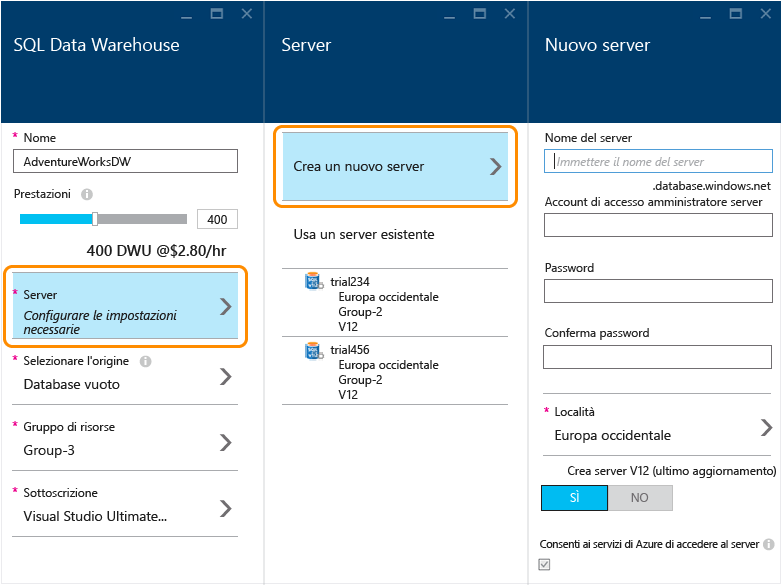 SQL Data Warehouse
* Nome
AdventureWorksDW
Prestazioni
400
400 DWU @$2.80/hr
* Server
Configurare le impostazioni
necessarie
* Selezionare l'origine
Database vuoto
* Gruppo di risorse
Group-3
* Sottoscrizione
Visual Studio Ultimate...
Server
Crea un nuovo server
Usa un server esistente
trial234
Europa occidentale
Group-2
V12
trial456
Europa occidentale
Group-2
V12
Nuovo server
Nome del server
Immettere il nome del server
.database.windows.net
Account di accesso amministratore server
Password
Conferma password
* Località
Europa occidentale
Crea server V12 (ultimo aggiornamento)
SÌ NO
Consenti ai servizi di Azure di accedere al server